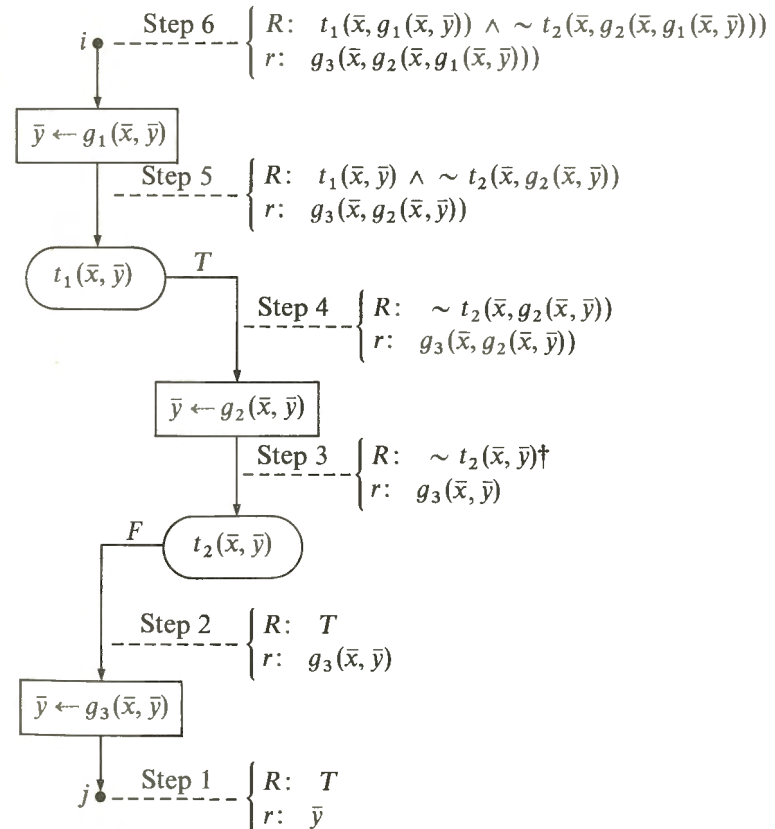 i Step 6 R: t₁(x̄, g₁(x̄, ȳ)) ∧ ~ t₂(x̄, g₂(x̄, g₁(x̄, ȳ)))
r: g₃(x̄, g₂(x̄, g₁(x̄, ȳ)))
ȳ ← g₁(x̄, ȳ)
Step 5 R: t₁(x̄, ȳ) ∧ ~ t₂(x̄, g₂(x̄, ȳ))
r: g₃(x̄, g₂(x̄, ȳ))
t₁(x̄, ȳ) T
Step 4 R: ~ t₂(x̄, g₂(x̄, ȳ))
r: g₃(x̄, g₂(x̄, ȳ))
ȳ ← g₂(x̄, ȳ)
Step 3 R: ~ t₂(x̄, ȳ)†
r: g₃(x̄, ȳ)
F t₂(x̄, ȳ)
Step 2 R: T
r: g₃(x̄, ȳ)
ȳ ← g₃(x̄, ȳ)
j Step 1 R: T
r: ȳ